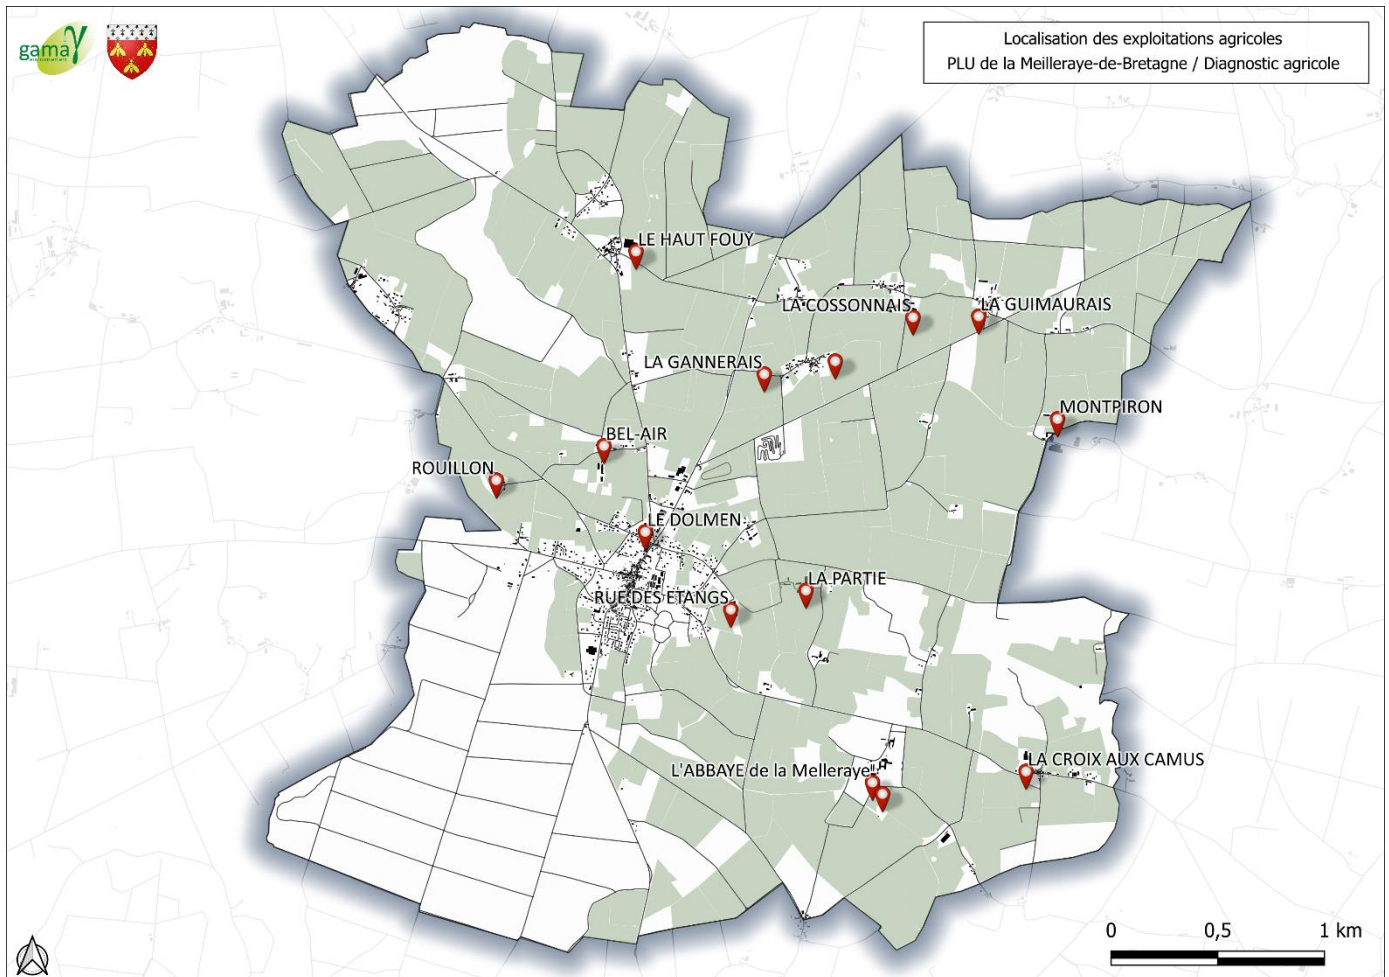 gama
Localisation des exploitations agricoles
PLU de la Meilleraye-de-Bretagne / Diagnostic agricole
LE HAUT FOUY
LA COSSONNAIS
LA GUIMAURAIS
LA GANNERAIS
MONTPIRON
BEL-AIR
ROUILLON
LE DOLMEN
LA PARTIE
RUE DES ETANGS
L'ABBAYE de la Melleraye
LA CROIX AUX CAMUS
0 0,5 1 km